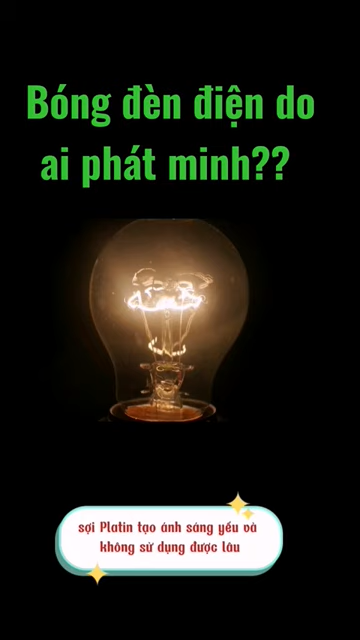 Bóng đèn điện do
ai phát minh??
sợi Platin tạo ánh sáng yếu và
không sử dụng được lâu